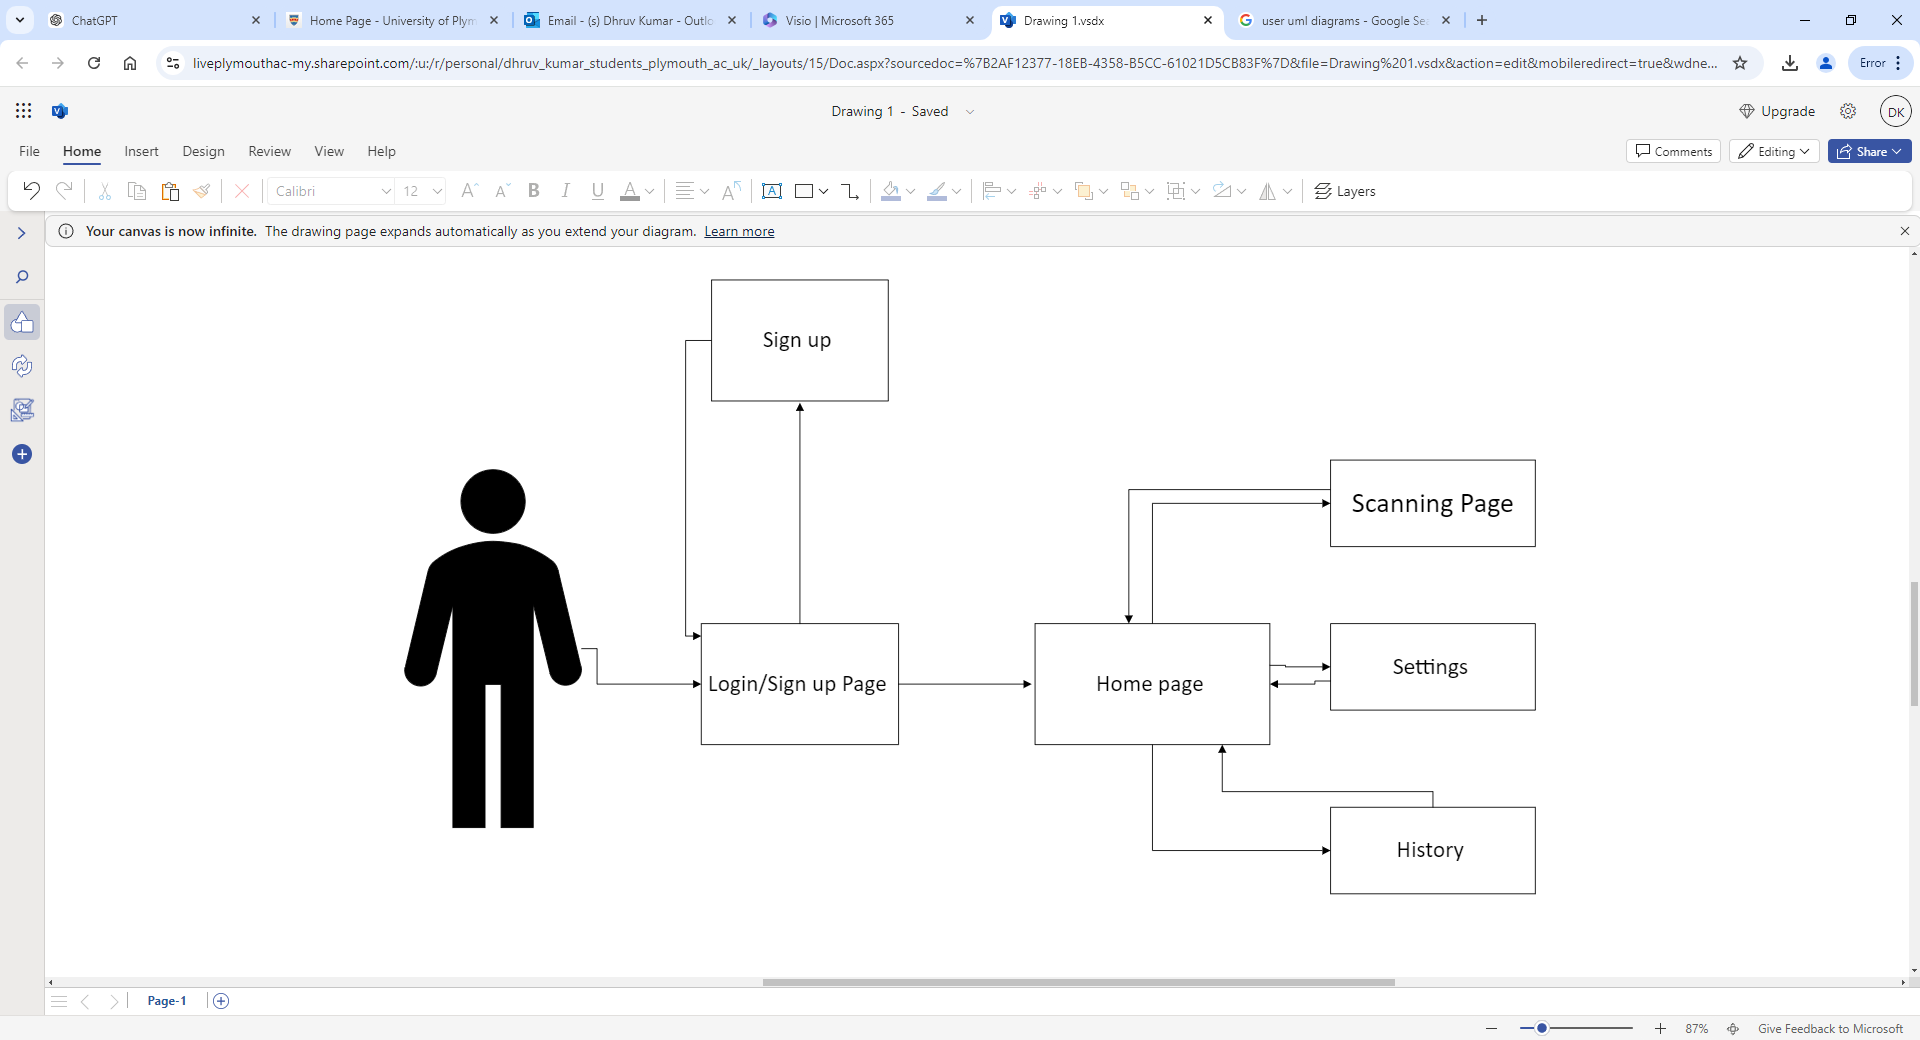 ChatGPT
Home Page - University of Plym
Email - (s) Dhruv Kumar - Outlo
Visio | Microsoft 365
Drawing 1.vsdx
user uml diagrams - Google Sea
liveplymouthac-my.sharepoint.com/:u:/r/personal/dhruv_kumar_students_plymouth_ac_uk/_layouts/15/Doc.aspx?sourcedoc=%7B2AF12377-18EB-4358-B5CC-61021D5CB83F%7D&file=Drawing%201.vsdx&action=edit&mobileredirect=true&wdne...
Error
Drawing 1 - Saved
Upgrade
DK
File Home Insert Design Review View Help
Comments
Editing
Share
Calibri
12
Layers
Your canvas is now infinite. The drawing page expands automatically as you extend your diagram. Learn more
Sign up
Scanning Page
Login/Sign up Page
Home page
Settings
History
Page-1
87%
Give Feedback to Microsoft